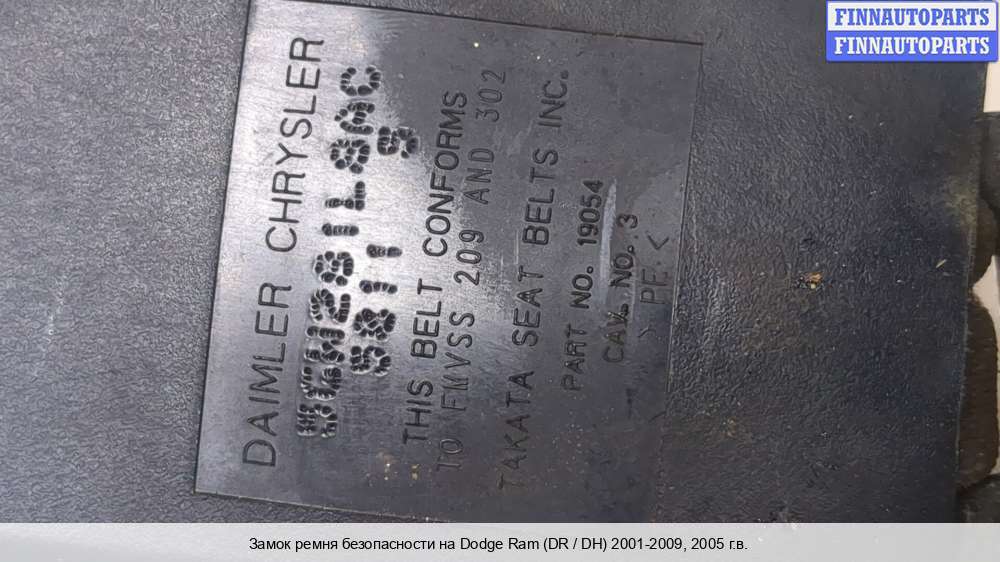 FINNAUTOPARTS
FINNAUTOPARTS
DAIMLER CHRYSLER
THIS BELT CONFORMS
TO FMVSS 209 AND 302
TAKATA SEAT BELTS INC.
PART NO. 19054
CAV. NO. 3
> PE <
Замок ремня безопасности на Dodge Ram (DR / DH) 2001-2009, 2005 г.в.